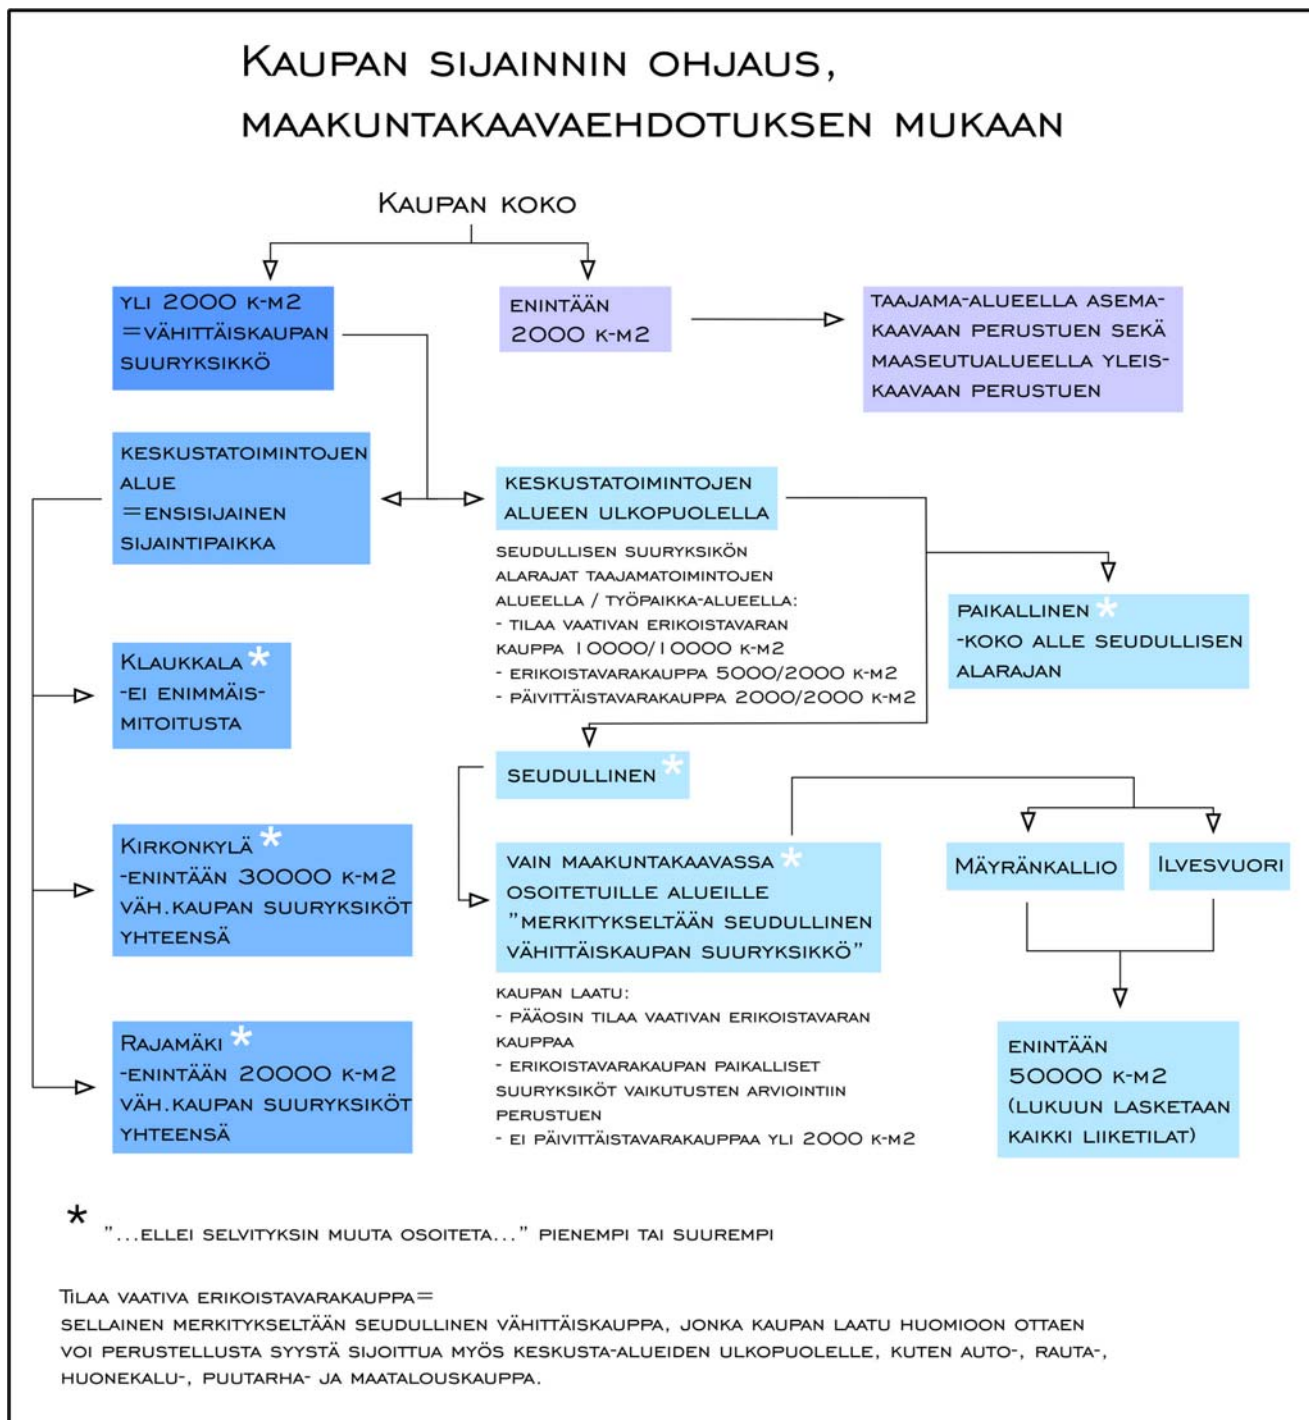 Kaupan sijainnin ohjaus,
maakuntakaavaehdotuksen mukaan
Kaupan koko
yli 2000 k-m2
=vähittäiskaupan
suuryksikkö
enintään
2000 k-m2
taajama-alueella asema-
kaavaan perustuen sekä
maaseutualueella yleis-
kaavaan perustuen
keskustatoimintojen
alue
=ensisijainen
sijaintipaikka
keskustatoimintojen
alueen ulkopuolella
seudullisen suuryksikön
alarajat taajamatoimintojen
alueella / työpaikka-alueella:
- tilaa vaativan erikoistavaran
kauppa 10000/10000 k-m2
- erikoistavarakauppa 5000/2000 k-m2
- päivittäistavarakauppa 2000/2000 k-m2
paikallinen *
-koko alle seudullisen
alarajan
Klaukkala *
-ei enimmäis-
mitoitusta
seudullinen *
Kirkonkylä *
-enintään 30000 k-m2
väh.kaupan suuryksiköt
yhteensä
vain maakuntakaavassa *
osoitetuille alueille
"merkitykseltään seudullinen
vähittäiskaupan suuryksikkö"
Mäyränkallio
Ilvesvuori
kaupan laatu:
- pääosin tilaa vaativan erikoistavaran
kauppaa
- erikoistavarakaupan paikalliset
suuryksiköt vaikutusten arviointiin
perustuen
- ei päivittäistavarakauppaa yli 2000 k-m2
Rajamäki *
-enintään 20000 k-m2
väh.kaupan suuryksiköt
yhteensä
enintään
50000 k-m2
(lukuun lasketaan
kaikki liiketilat)
* "...ellei selvityksin muuta osoiteta..." pienempi tai suurempi
Tilaa vaativa erikoistavarakauppa=
sellainen merkitykseltään seudullinen vähittäiskauppa, jonka kaupan laatu huomioon ottaen
voi perustellusta syystä sijoittua myös keskusta-alueiden ulkopuolelle, kuten auto-, rauta-,
huonekalu-, puutarha- ja maatalouskauppa.